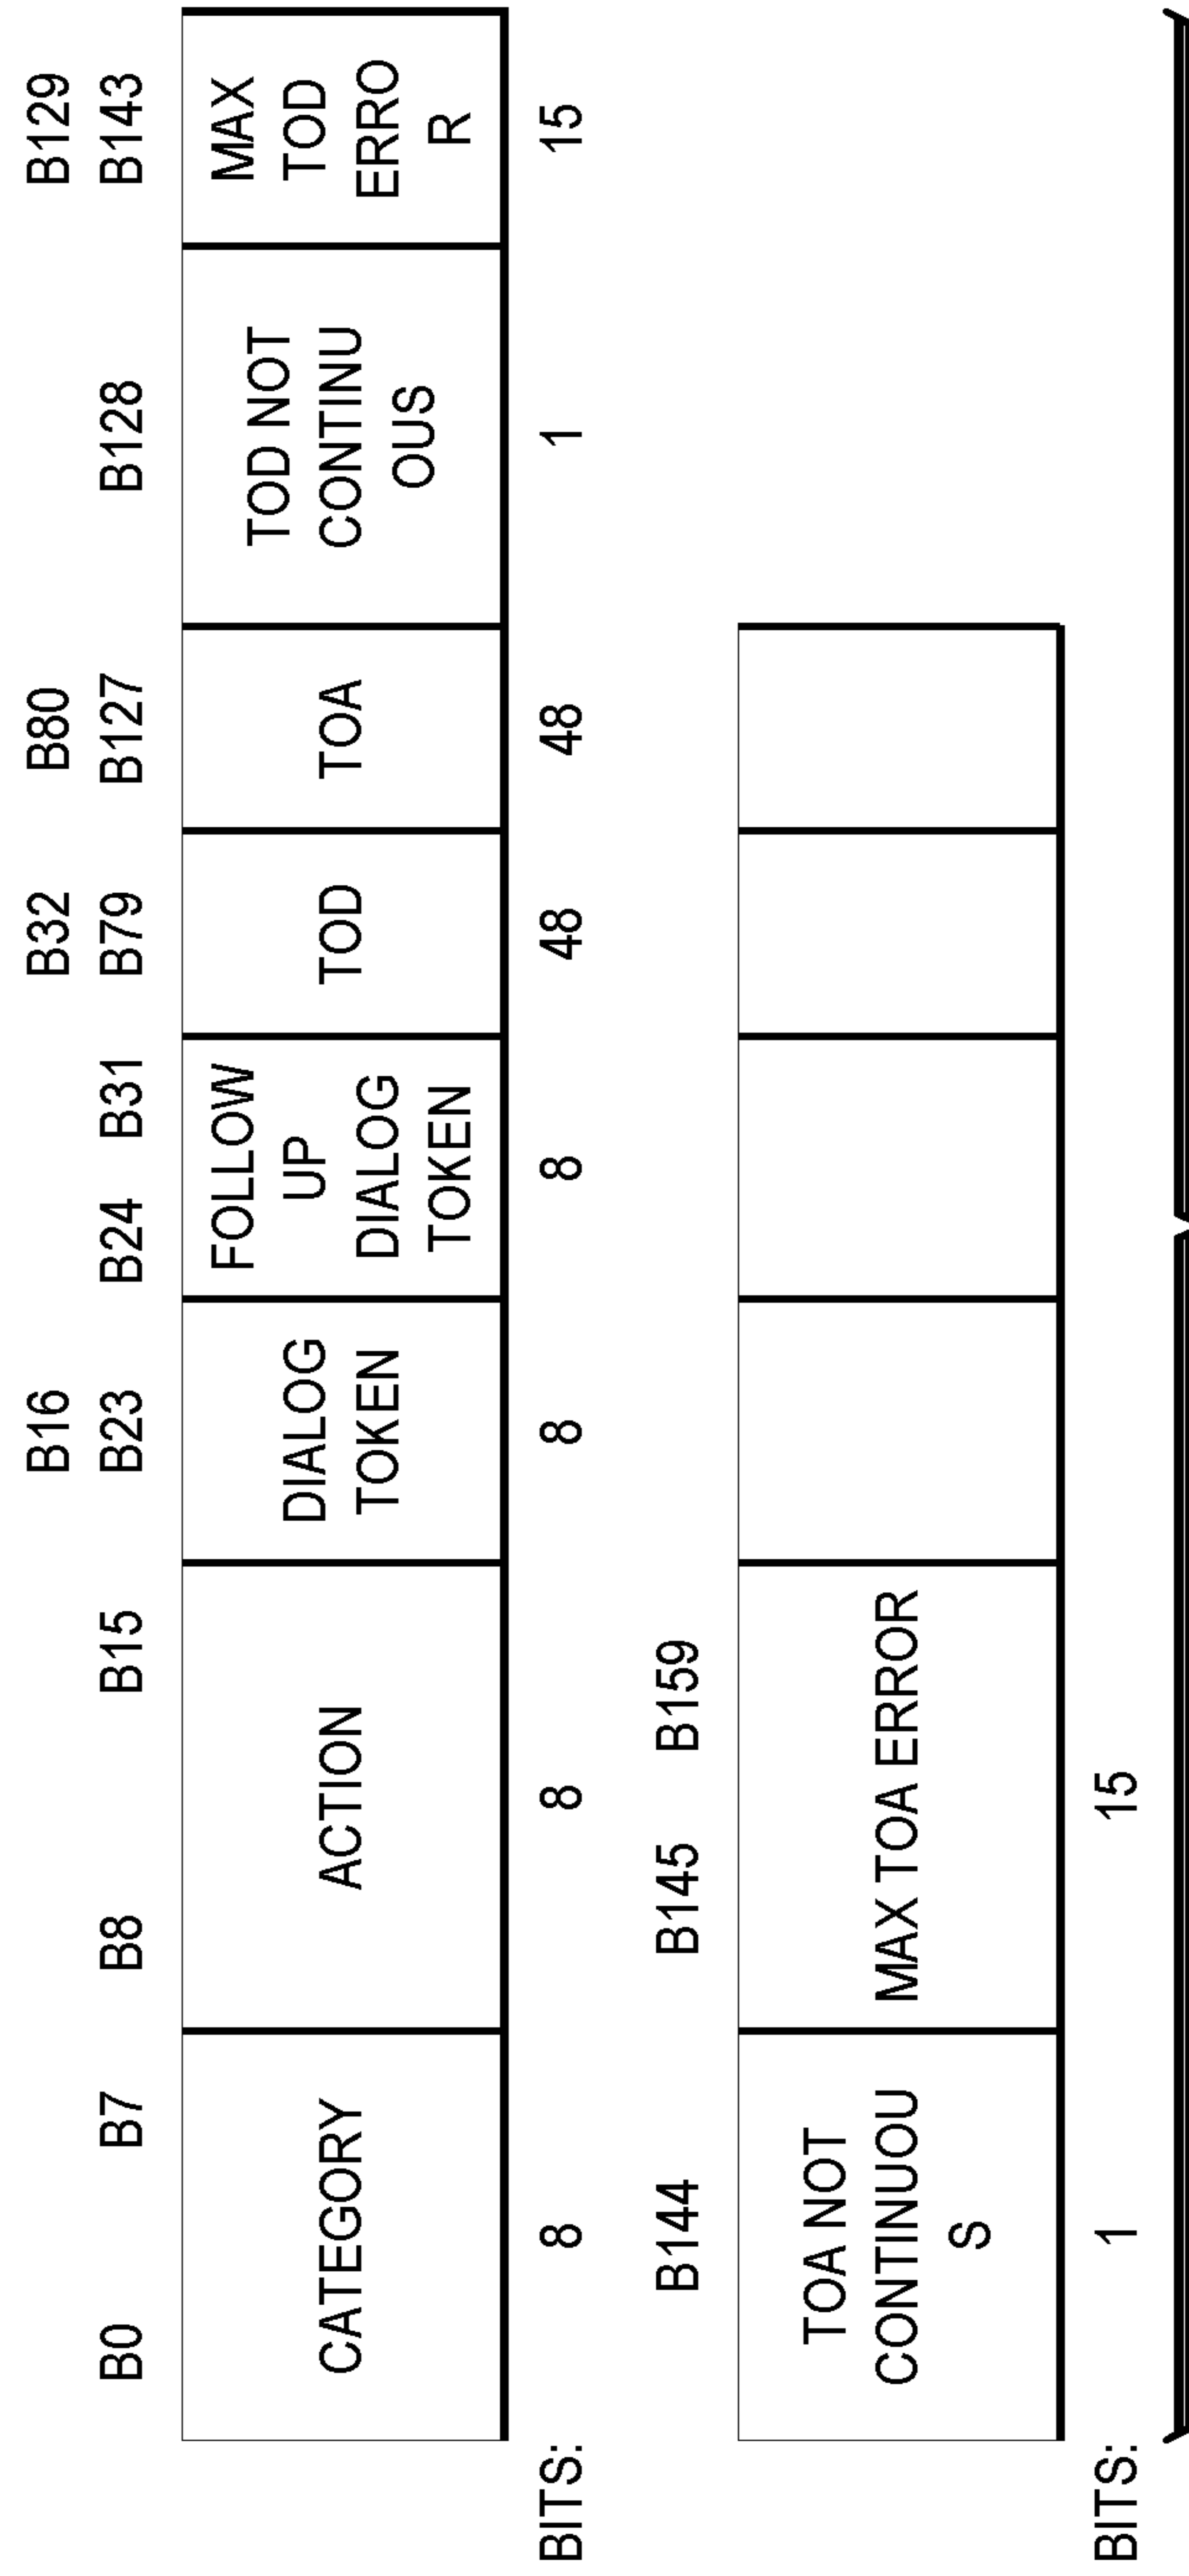 B16 B32 B80 B129
B0 B7 B8 B15 B23 B24 B31 B79 B127 B128 B143
CATEGORY
ACTION
DIALOG
TOKEN
FOLLOW
UP
DIALOG
TOKEN
TOD
TOA
TOD NOT
CONTINU
OUS
MAX
TOD
ERRO
R
BITS: 8 8 8 8 48 48 1 15
B144 B145 B159
TOA NOT
CONTINUOU
S
MAX TOA ERROR
BITS: 1 15